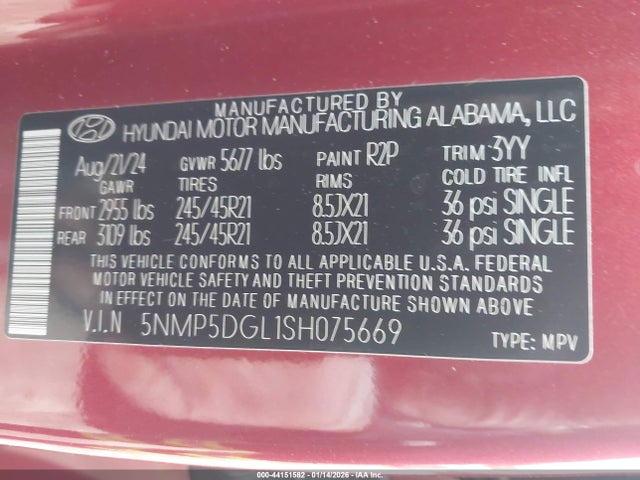 MANUFACTURED BY
HYUNDAI MOTOR MANUFACTURING ALABAMA, LLC
Aug/21/24 GVWR 5677 lbs PAINT R2P TRIM 3YY
GAWR TIRES RIMS COLD TIRE INFL
FRONT 2955 lbs 245/45R21 8.5JX21 36 psi SINGLE
REAR 3109 lbs 245/45R21 8.5JX21 36 psi SINGLE
THIS VEHICLE CONFORMS TO ALL APPLICABLE U.S.A. FEDERAL
MOTOR VEHICLE SAFETY AND THEFT PREVENTION STANDARDS
IN EFFECT ON THE DATE OF MANUFACTURE SHOWN ABOVE.
V.I.N 5NMP5DGL1SH075669 TYPE: MPV
000-44151582 - 01/14/2026 - IAA Inc.